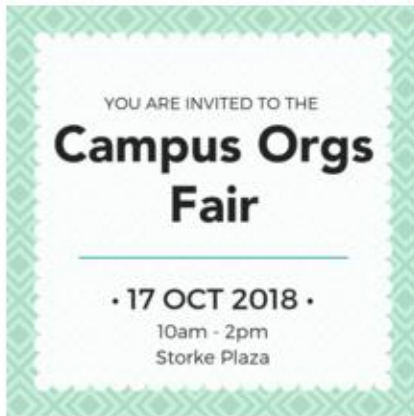 YOU ARE INVITED TO THE
Campus Orgs
Fair
• 17 OCT 2018 •
10am - 2pm
Storke Plaza